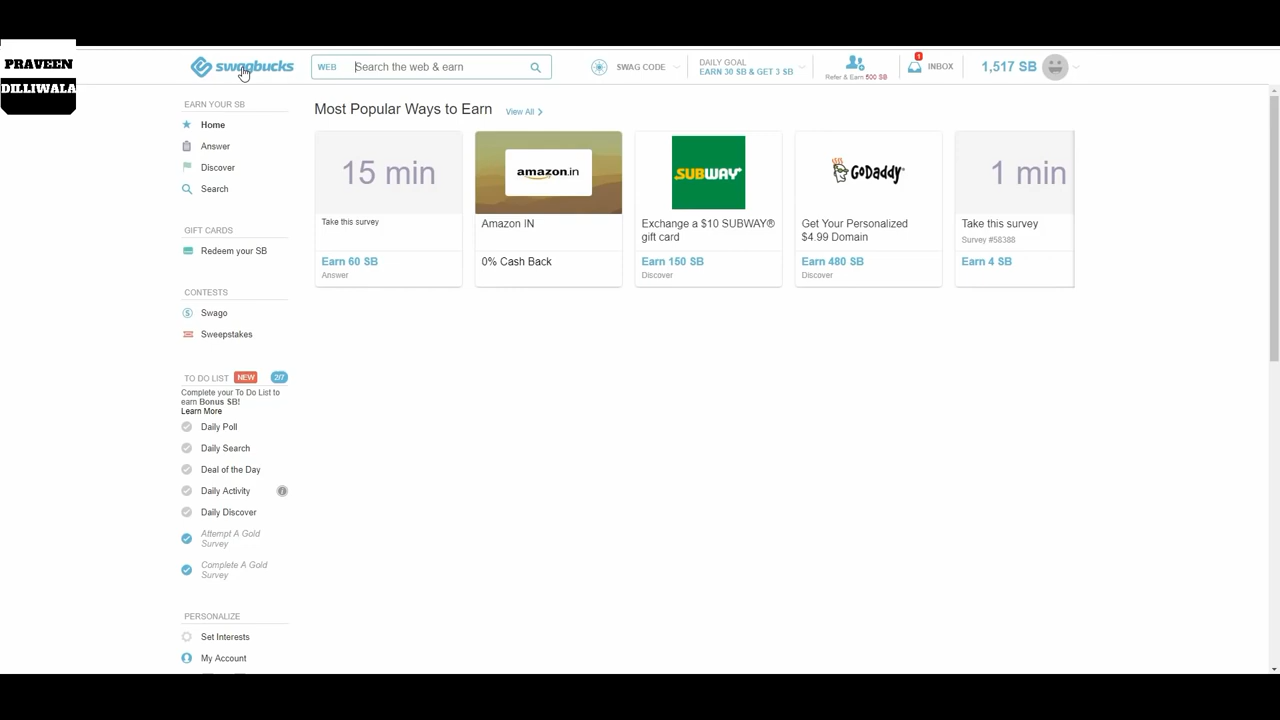 PRAVEEN
DILLIWALA
swagbucks
WEB
Search the web & earn
SWAG CODE
DAILY GOAL
EARN 30 SB & GET 3 SB
Refer & Earn 500 SB
1
INBOX
1,517 SB
EARN YOUR SB
Home
Answer
Discover
Search
GIFT CARDS
Redeem your SB
CONTESTS
Swago
Sweepstakes
TO DO LIST NEW 2/7
Complete your To Do List to
earn Bonus SB!
Learn More
Daily Poll
Daily Search
Deal of the Day
Daily Activity
Daily Discover
Attempt A Gold
Survey
Complete A Gold
Survey
PERSONALIZE
Set Interests
My Account
Most Popular Ways to Earn
View All
15 min
Take this survey
Earn 60 SB
Answer
amazon.in
Amazon IN
0% Cash Back
SUBWAY
Exchange a $10 SUBWAY®
gift card
Earn 150 SB
Discover
GoDaddy
Get Your Personalized
$4.99 Domain
Earn 480 SB
Discover
1 min
Take this survey
Survey #58388
Earn 4 SB